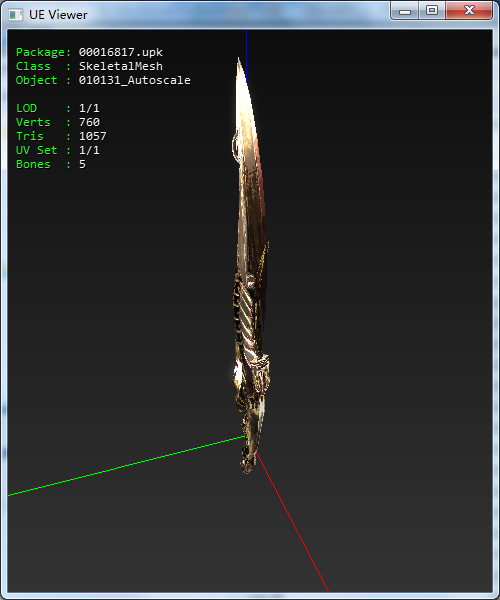 UE Viewer
Package: 00016817.upk
Class  : SkeletalMesh
Object : 010131_Autoscale
LOD    : 1/1
Verts  : 760
Tris   : 1057
UV Set : 1/1
Bones  : 5